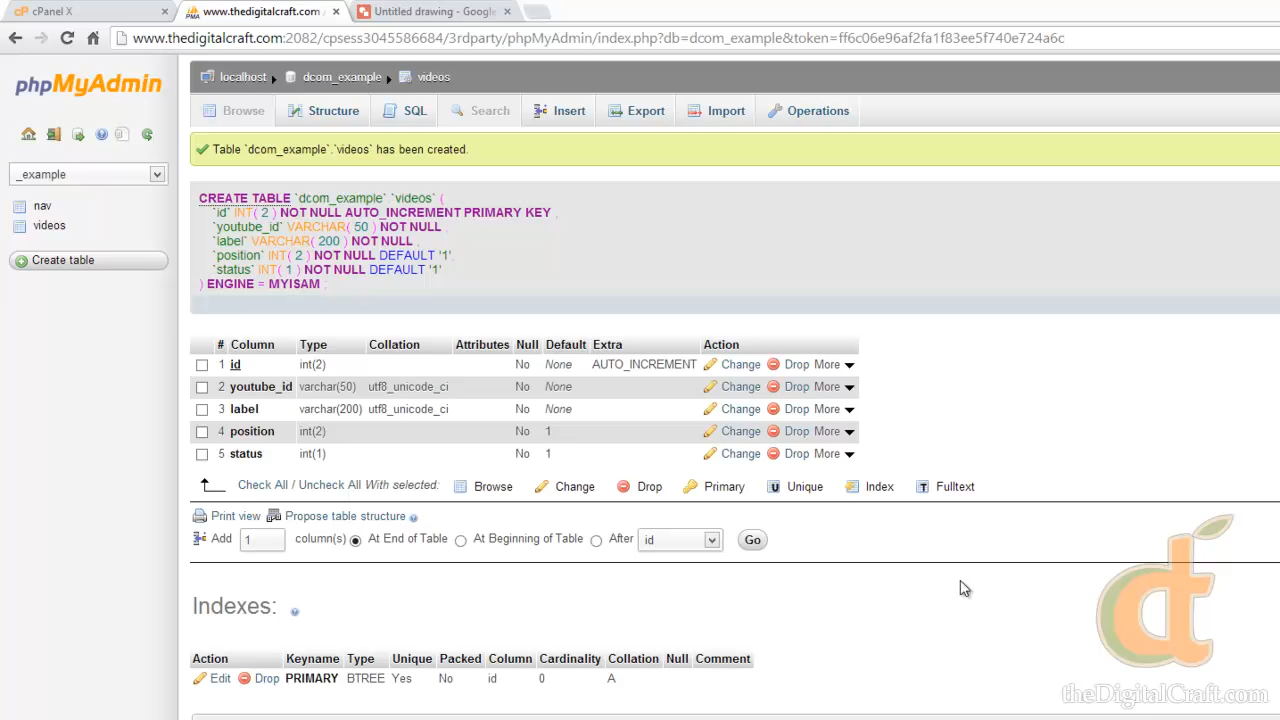 cPanel X
www.thedigitalcraft.com /
Untitled drawing - Google
www.thedigitalcraft.com:2082/cpsess3045586684/3rdparty/phpMyAdmin/index.php?db=dcom_example&token=ff6c06e96af2fa1f83ee5f740e724a6c
phpMyAdmin
_example
nav
videos
Create table
localhost dcom_example videos
Browse Structure SQL Search Insert Export Import Operations
Table `dcom_example`.`videos` has been created.
CREATE TABLE `dcom_example`.`videos` (
`id` INT( 2 ) NOT NULL AUTO_INCREMENT PRIMARY KEY ,
`youtube_id` VARCHAR( 50 ) NOT NULL ,
`label` VARCHAR( 200 ) NOT NULL ,
`position` INT( 2 ) NOT NULL DEFAULT '1',
`status` INT( 1 ) NOT NULL DEFAULT '1'
) ENGINE = MYISAM ;
# Column Type Collation Attributes Null Default Extra Action
1 id int(2) No None AUTO_INCREMENT Change Drop More
2 youtube_id varchar(50) utf8_unicode_ci No None Change Drop More
3 label varchar(200) utf8_unicode_ci No None Change Drop More
4 position int(2) No 1 Change Drop More
5 status int(1) No 1 Change Drop More
Check All / Uncheck All With selected: Browse Change Drop Primary Unique Index Fulltext
Print view Propose table structure
Add 1 column(s) At End of Table At Beginning of Table After id Go
Indexes:
Action Keyname Type Unique Packed Column Cardinality Collation Null Comment
Edit Drop PRIMARY BTREE Yes No id 0 A
theDigitalCraft.com